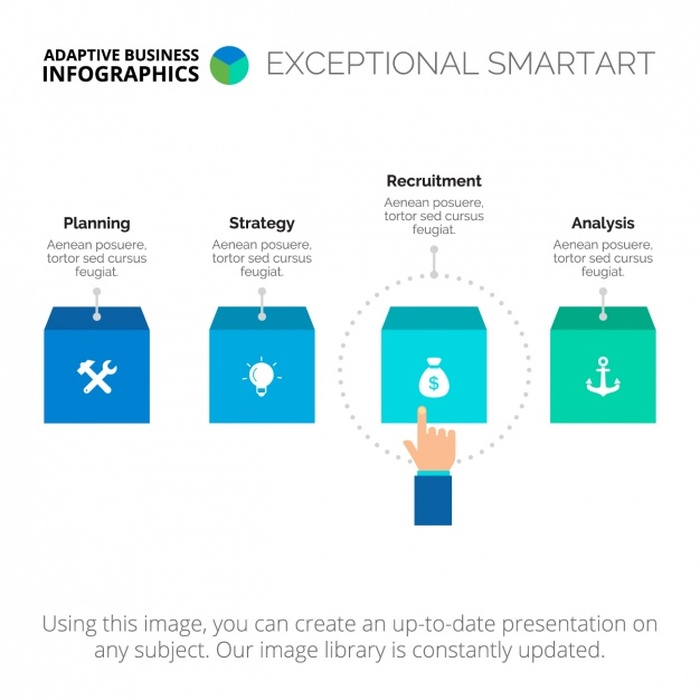 ADAPTIVE BUSINESS
INFOGRAPHICS
EXCEPTIONAL SMARTART
Planning
Aenean posuere,
tortor sed cursus
feugiat.
Strategy
Aenean posuere,
tortor sed cursus
feugiat.
Recruitment
Aenean posuere,
tortor sed cursus
feugiat.
Analysis
Aenean posuere,
tortor sed cursus
feugiat.
$
Using this image, you can create an up-to-date presentation on
any subject. Our image library is constantly updated.